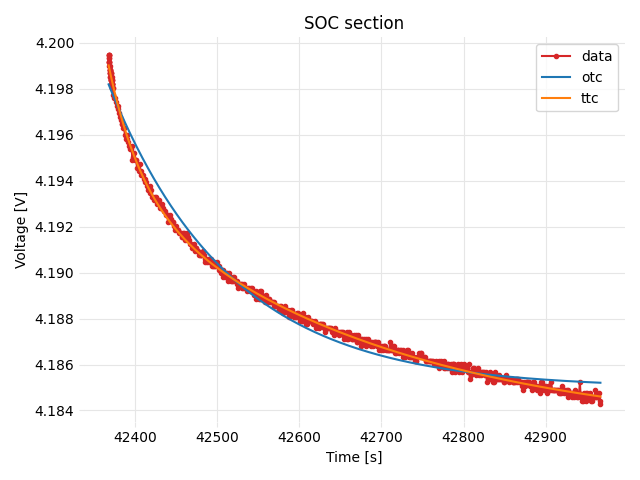 SOC section
4.200
4.198
4.196
4.194
4.192
4.190
4.188
4.186
4.184
Voltage [V]
data
otc
ttc
42400
42500
42600
42700
42800
42900
Time [s]